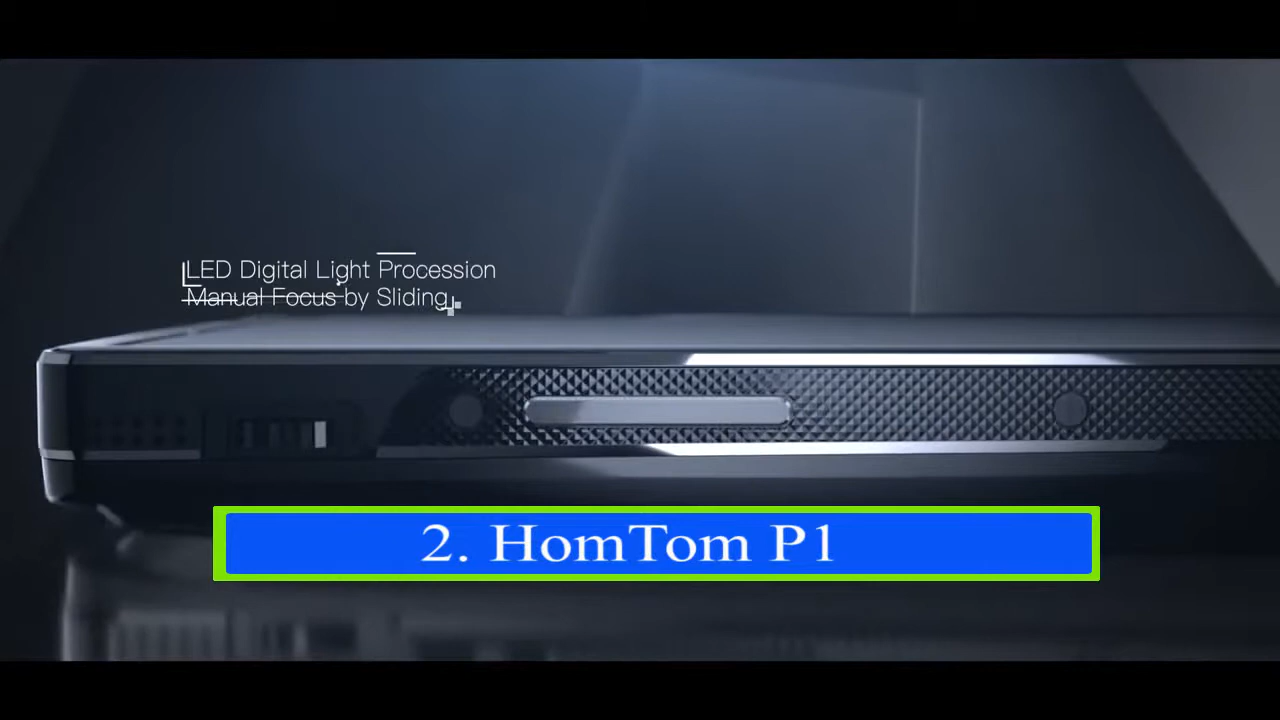 LED Digital Light Procession
Manual Focus by Sliding
2. HomTom P1